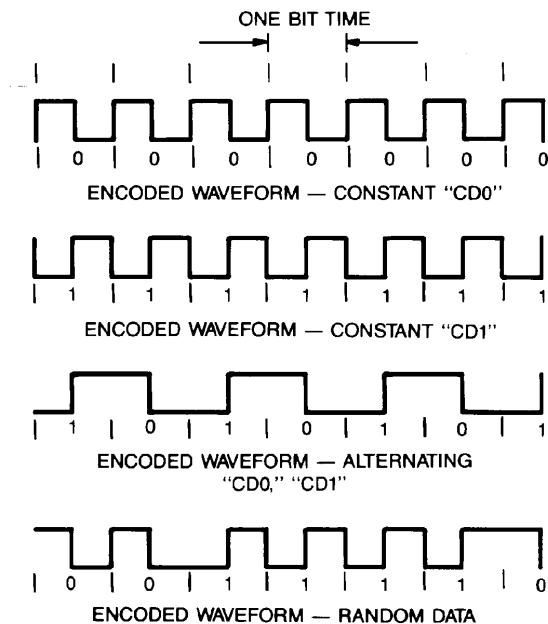 ONE BIT TIME
0 0 0 0 0 0 0
ENCODED WAVEFORM — CONSTANT "CD0"
1 1 1 1 1 1 1
ENCODED WAVEFORM — CONSTANT "CD1"
1 0 1 0 1 0 1
ENCODED WAVEFORM — ALTERNATING
"CD0," "CD1"
0 0 1 1 1 1 0
ENCODED WAVEFORM — RANDOM DATA